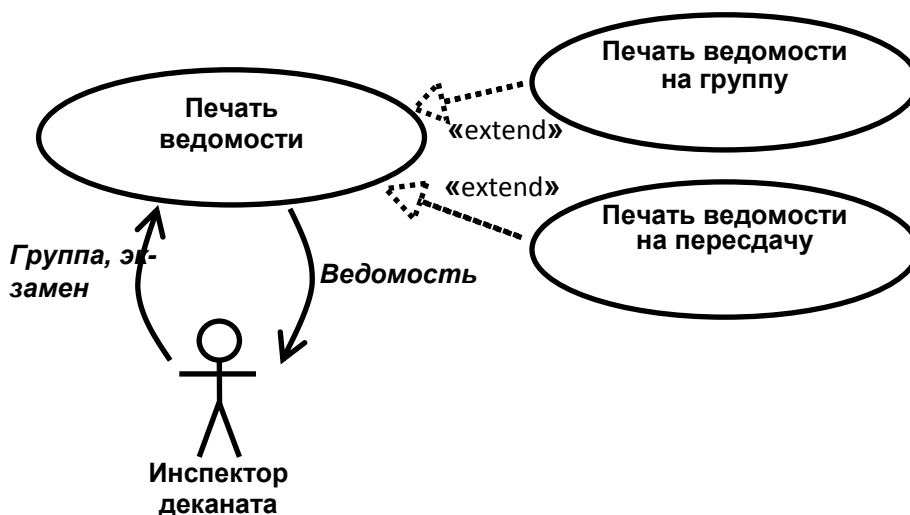 Печать
ведомости
Печать ведомости
на группу
«extend»
«extend»
Печать ведомости
на пересдачу
Группа, эк-
замен
Ведомость
Инспектор
деканата